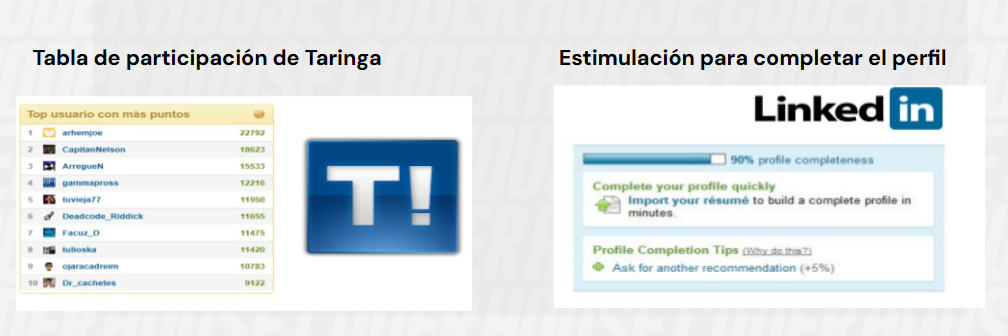 Tabla de participación de Taringa
Top usuario con más puntos
1 arhemjoe 22792
2 CapitanNelson 18623
3 ArregueN 15533
4 gammapross 12216
5 tuvieja77 11950
6 Deadcode_Riddick 11655
7 Facuz_D 11475
8 tulioska 11420
9 ojaracadreim 10783
10 Dr_cachetes 9122
T!
Estimulación para completar el perfil
Linked in
90% profile completeness
Complete your profile quickly
Import your résumé to build a complete profile in
minutes.
Profile Completion Tips (Why do this?)
Ask for another recommendation (+5%)